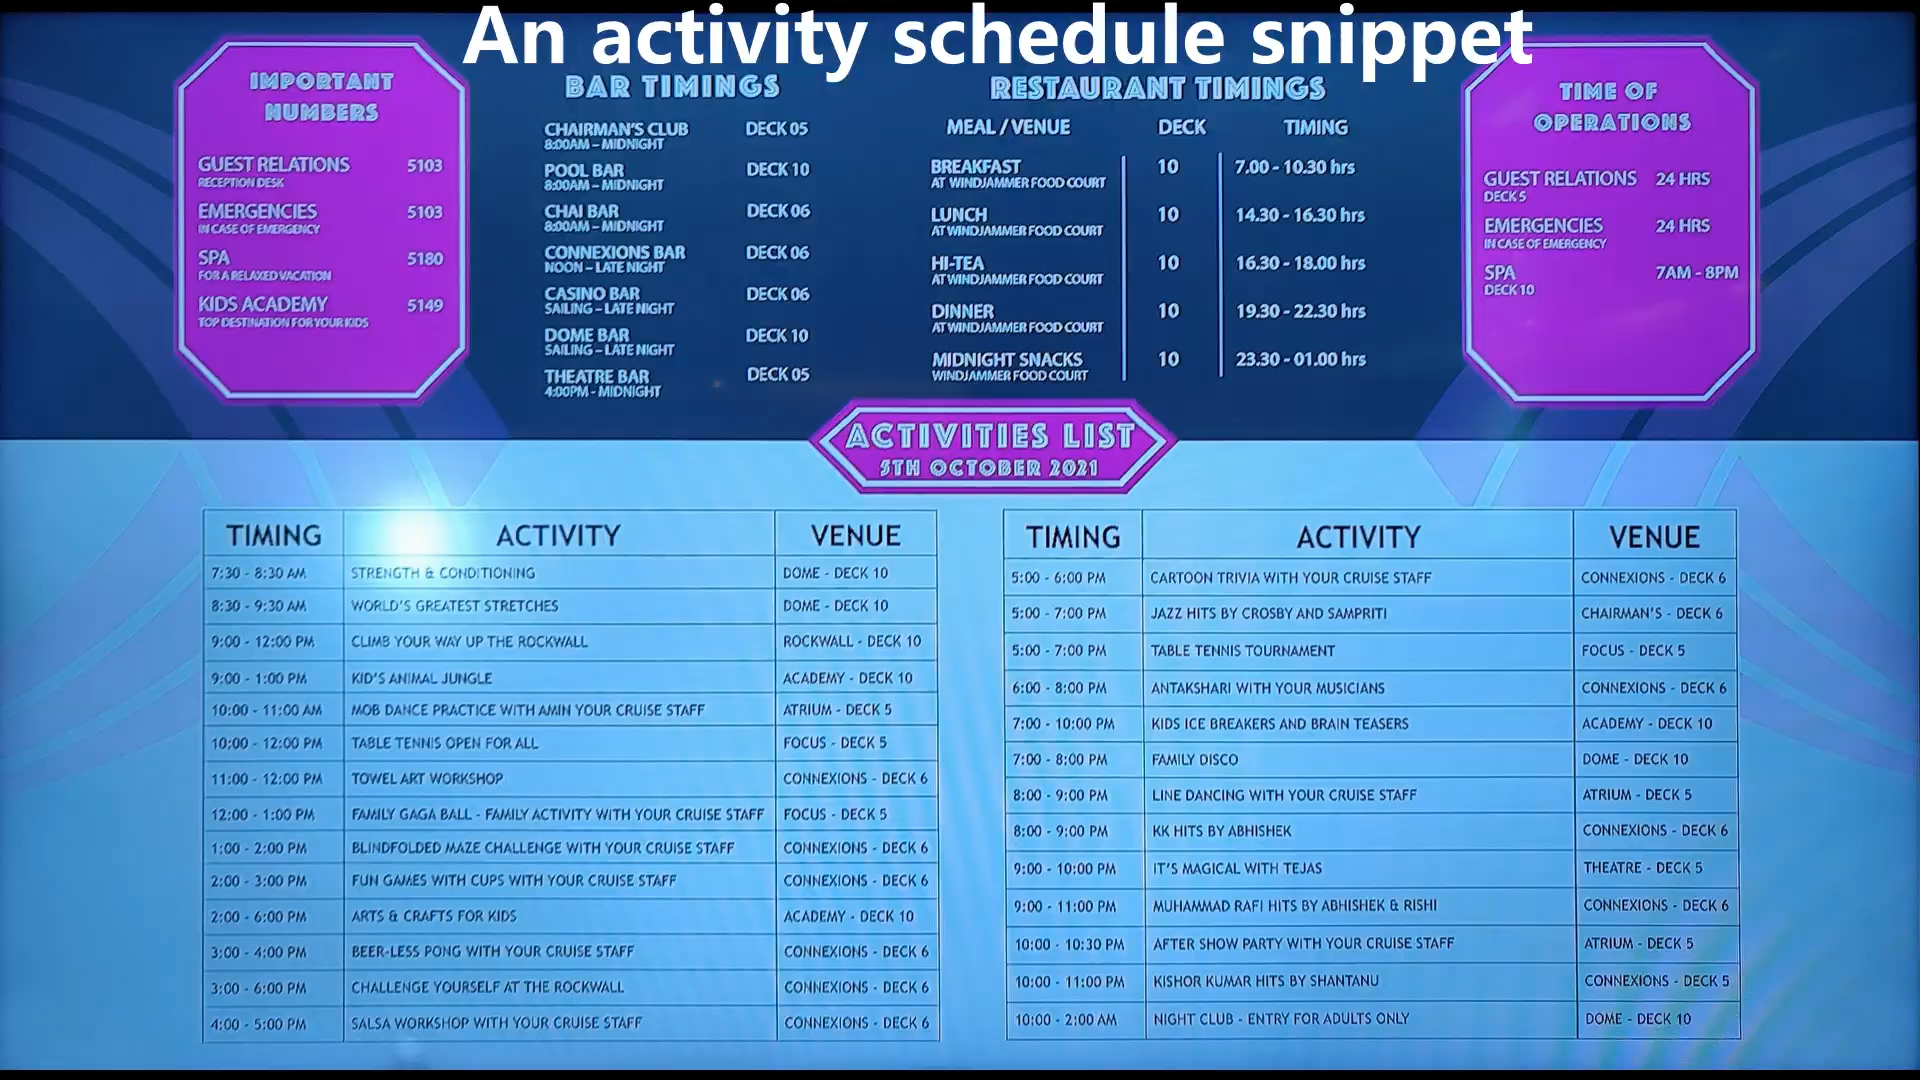 An activity schedule snippet
IMPORTANT
NUMBERS
GUEST RELATIONS 5103
RECEPTION DESK
EMERGENCIES 5103
IN CASE OF EMERGENCY
SPA 5180
FOR A RELAXED VACATION
KIDS ACADEMY 5149
TOP DESTINATION FOR YOUR KIDS
BAR TIMINGS
CHAIRMAN'S CLUB DECK 05
8:00AM – MIDNIGHT
POOL BAR DECK 10
8:00AM – MIDNIGHT
CHAI BAR DECK 06
8:00AM – MIDNIGHT
CONNEXIONS BAR DECK 06
NOON – LATE NIGHT
CASINO BAR DECK 06
SAILING – LATE NIGHT
DOME BAR DECK 10
SAILING – LATE NIGHT
THEATRE BAR DECK 05
4:00PM - MIDNIGHT
RESTAURANT TIMINGS
MEAL / VENUE DECK TIMING
BREAKFAST 10 7.00 - 10.30 hrs
AT WINDJAMMER FOOD COURT
LUNCH 10 14.30 - 16.30 hrs
AT WINDJAMMER FOOD COURT
HI-TEA 10 16.30 - 18.00 hrs
AT WINDJAMMER FOOD COURT
DINNER 10 19.30 - 22.30 hrs
AT WINDJAMMER FOOD COURT
MIDNIGHT SNACKS 10 23.30 - 01.00 hrs
WINDJAMMER FOOD COURT
TIME OF
OPERATIONS
GUEST RELATIONS 24 HRS
DECK 5
EMERGENCIES 24 HRS
IN CASE OF EMERGENCY
SPA 7AM - 8PM
DECK 10
ACTIVITIES LIST
5TH OCTOBER 2021
TIMING ACTIVITY VENUE
7:30 - 8:30 AM STRENGTH & CONDITIONING DOME - DECK 10
8:30 - 9:30 AM WORLD'S GREATEST STRETCHES DOME - DECK 10
9:00 - 12:00 PM CLIMB YOUR WAY UP THE ROCKWALL ROCKWALL - DECK 10
9:00 - 1:00 PM KID'S ANIMAL JUNGLE ACADEMY - DECK 10
10:00 - 11:00 AM MOB DANCE PRACTICE WITH AMIN YOUR CRUISE STAFF ATRIUM - DECK 5
10:00 - 12:00 PM TABLE TENNIS OPEN FOR ALL FOCUS - DECK 5
11:00 - 12:00 PM TOWEL ART WORKSHOP CONNEXIONS - DECK 6
12:00 - 1:00 PM FAMILY GAGA BALL - FAMILY ACTIVITY WITH YOUR CRUISE STAFF FOCUS - DECK 5
1:00 - 2:00 PM BLINDFOLDED MAZE CHALLENGE WITH YOUR CRUISE STAFF CONNEXIONS - DECK 6
2:00 - 3:00 PM FUN GAMES WITH CUPS WITH YOUR CRUISE STAFF CONNEXIONS - DECK 6
2:00 - 6:00 PM ARTS & CRAFTS FOR KIDS ACADEMY - DECK 10
3:00 - 4:00 PM BEER-LESS PONG WITH YOUR CRUISE STAFF CONNEXIONS - DECK 6
3:00 - 6:00 PM CHALLENGE YOURSELF AT THE ROCKWALL CONNEXIONS - DECK 6
4:00 - 5:00 PM SALSA WORKSHOP WITH YOUR CRUISE STAFF CONNEXIONS - DECK 6
TIMING ACTIVITY VENUE
5:00 - 6:00 PM CARTOON TRIVIA WITH YOUR CRUISE STAFF CONNEXIONS - DECK 6
5:00 - 7:00 PM JAZZ HITS BY CROSBY AND SAMPRITI CHAIRMAN'S - DECK 6
5:00 - 7:00 PM TABLE TENNIS TOURNAMENT FOCUS - DECK 5
6:00 - 8:00 PM ANTAKSHARI WITH YOUR MUSICIANS CONNEXIONS - DECK 6
7:00 - 10:00 PM KIDS ICE BREAKERS AND BRAIN TEASERS ACADEMY - DECK 10
7:00 - 8:00 PM FAMILY DISCO DOME - DECK 10
8:00 - 9:00 PM LINE DANCING WITH YOUR CRUISE STAFF ATRIUM - DECK 5
8:00 - 9:00 PM KK HITS BY ABHISHEK CONNEXIONS - DECK 6
9:00 - 10:00 PM IT'S MAGICAL WITH TEJAS THEATRE - DECK 5
9:00 - 11:00 PM MUHAMMAD RAFI HITS BY ABHISHEK & RISHI CONNEXIONS - DECK 6
10:00 - 10:30 PM AFTER SHOW PARTY WITH YOUR CRUISE STAFF ATRIUM - DECK 5
10:00 - 11:00 PM KISHOR KUMAR HITS BY SHANTANU CONNEXIONS - DECK 5
10:00 - 2:00 AM NIGHT CLUB - ENTRY FOR ADULTS ONLY DOME - DECK 10